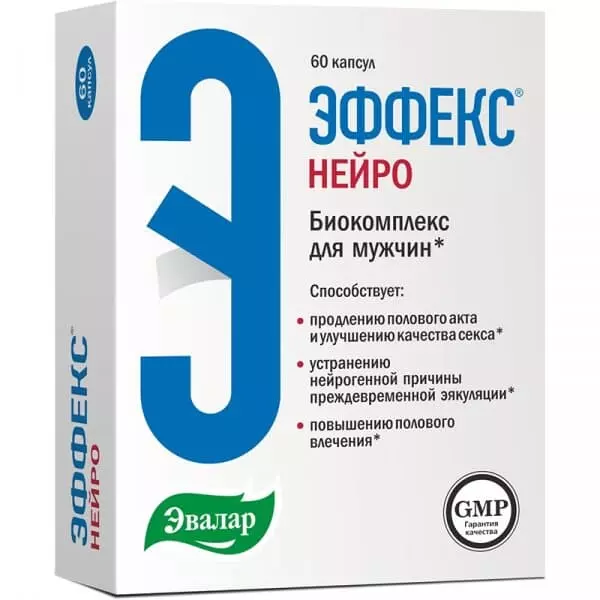 60 капсул
60
капсул
ЭФФЕКС®
НЕЙРО
Биокомплекс
для мужчин*
Способствует:
• продлению полового акта
и улучшению качества секса*
• устранению
нейрогенной причины
преждевременной эякуляции*
• повышению полового
влечения*
ЭФФЕКС®
НЕЙРО
Э
Эвалар
GMP
Гарантия
качества